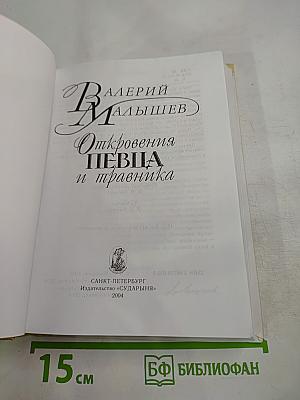 ВАЛЕРИЙ
МАЛЫШЕВ
Откровения
ПЕВЦА
и травника
САНКТ-ПЕТЕРБУРГ
Издательство «СУДАРЫНЯ»
2004
15 см
БФ БИБЛИОФАН